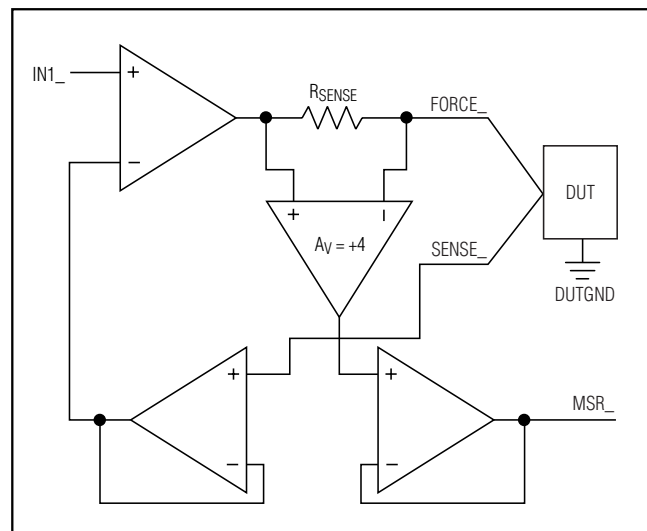 IN1_
+
−
RSENSE
FORCE_
+
−
AV = +4
DUT
SENSE_
DUTGND
+
−
+
−
MSR_